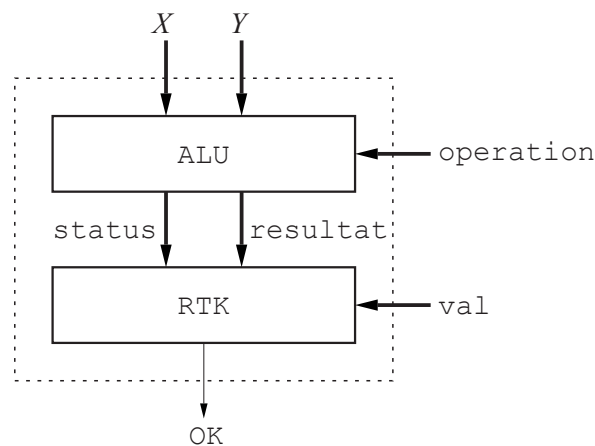 X Y
ALU
operation
status resultat
RTK
val
OK